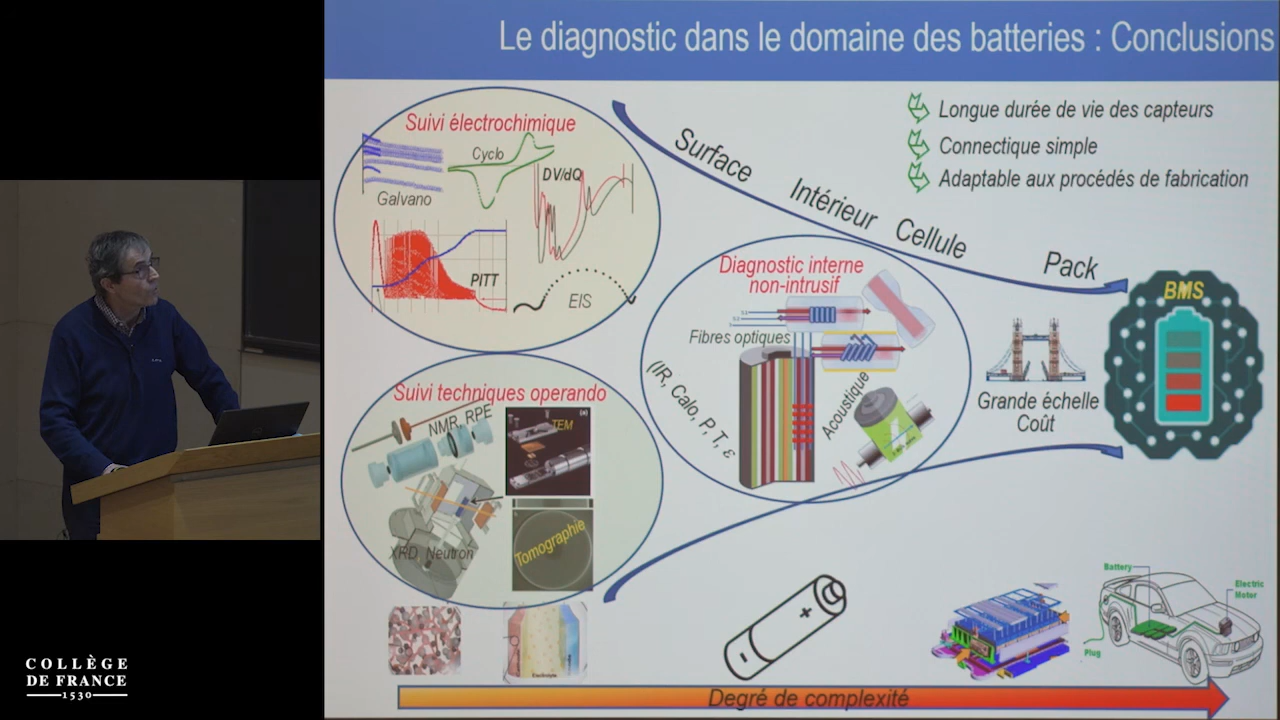 Le diagnostic dans le domaine des batteries : Conclusions
Suivi électrochimique
Cyclo
DV/dQ
Galvano
PITT
EIS
Surface
Intérieur
Cellule
Pack
Longue durée de vie des capteurs
Connectique simple
Adaptable aux procédés de fabrication
Diagnostic interne
non-intrusif
Fibres optiques
(IR, Calo, P, T, ε
Acoustique
BMS
Grande échelle
Coût
Suivi techniques operando
NMR, RPE
(a)
TEM
XRD Neutron
Tomographie
Electrolyte
+
-
Battery
Electric
Motor
Plug
Degré de complexité
COLLÈGE
DE FRANCE
1530